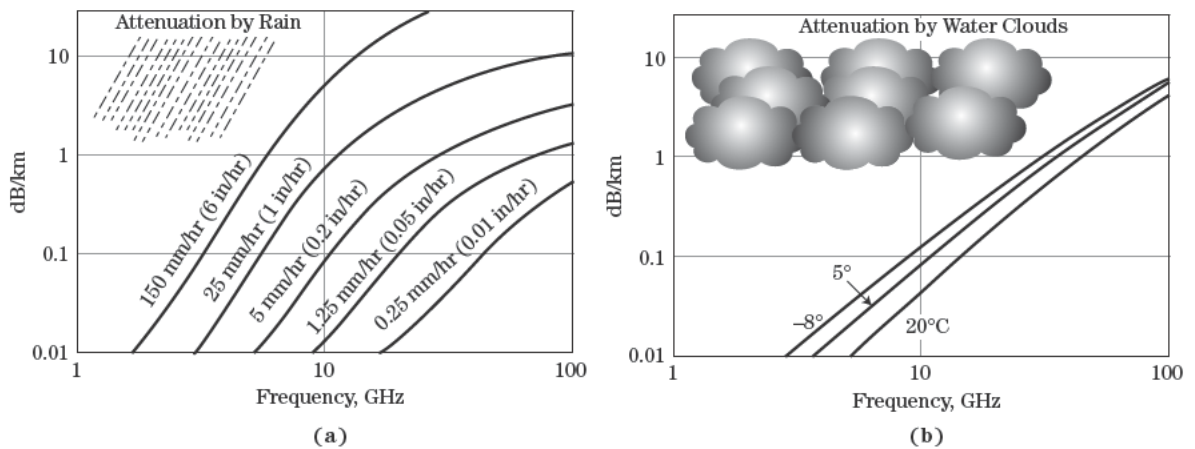 Attenuation by Rain
10
1
0.1
0.01
dB/km
150 mm/hr (6 in/hr)
25 mm/hr (1 in/hr)
5 mm/hr (0.2 in/hr)
1.25 mm/hr (0.05 in/hr)
0.25 mm/hr (0.01 in/hr)
1
10
100
Frequency, GHz
(a)
Attenuation by Water Clouds
10
1
0.1
0.01
dB/km
5°
–8°
20°C
1
10
100
Frequency, GHz
(b)